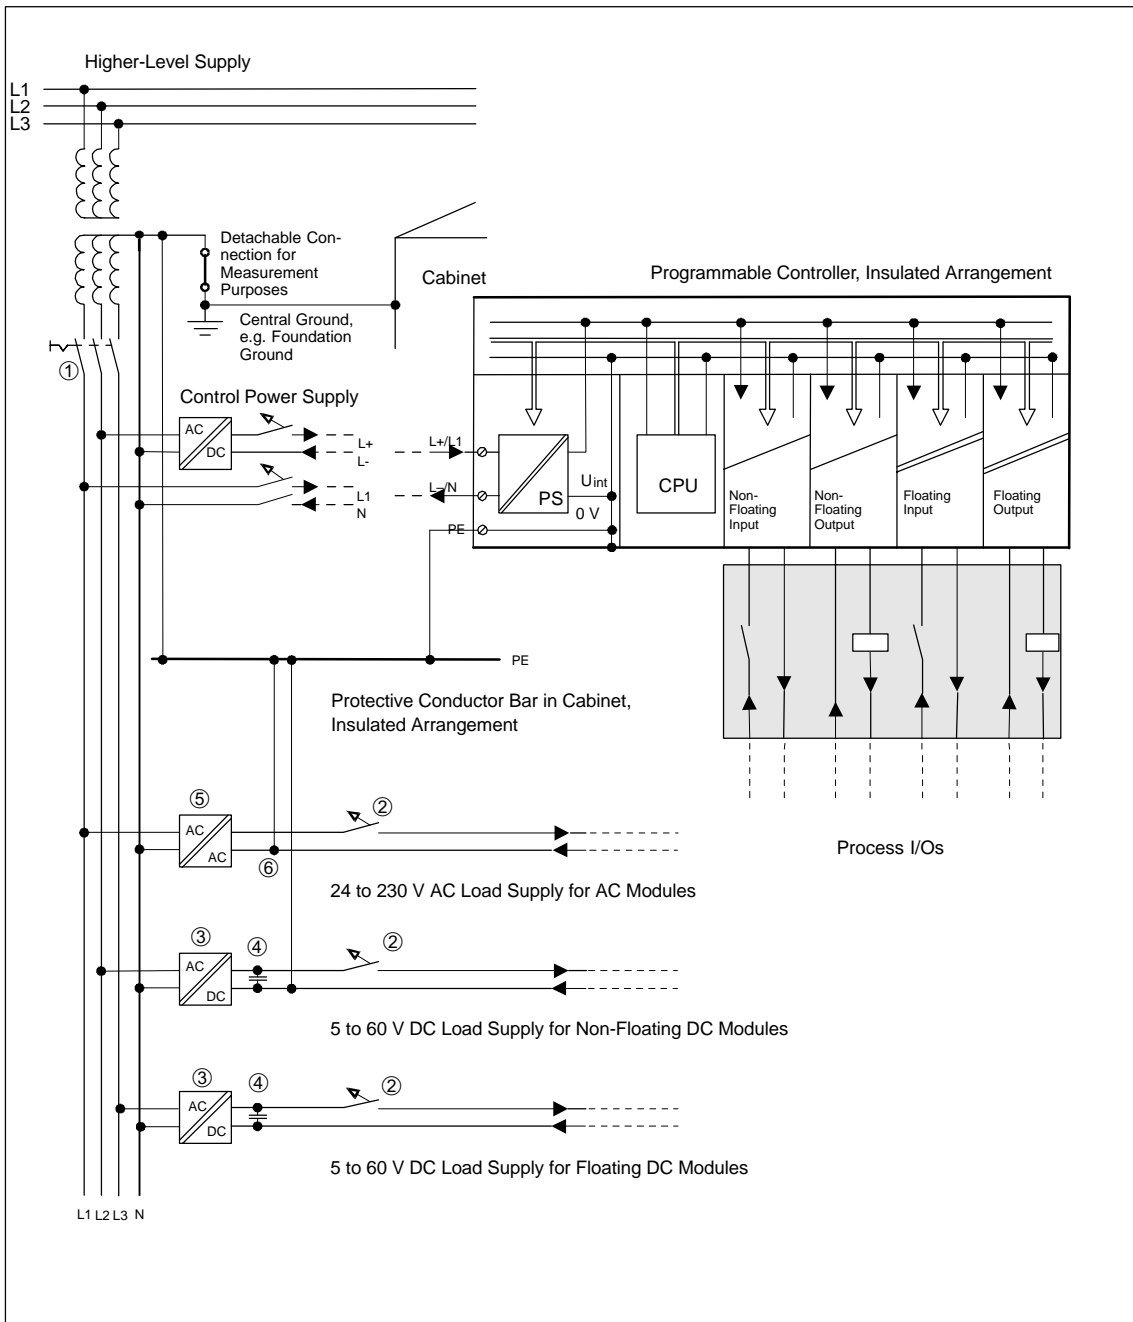 Higher-Level Supply
L1
L2
L3
Detachable Con-
nection for
Measurement
Purposes
Cabinet
Programmable Controller, Insulated Arrangement
Central Ground,
e.g. Foundation
Ground
①
Control Power Supply
AC
DC
L+
L-
L+/L1
L1
N
L–/N
PE
PS
Uint
0 V
CPU
Non-
Floating
Input
Non-
Floating
Output
Floating
Input
Floating
Output
PE
Protective Conductor Bar in Cabinet,
Insulated Arrangement
⑤
②
AC
AC
⑥
Process I/Os
24 to 230 V AC Load Supply for AC Modules
③
④
②
AC
DC
5 to 60 V DC Load Supply for Non-Floating DC Modules
③
④
②
AC
DC
5 to 60 V DC Load Supply for Floating DC Modules
L1 L2 L3 N